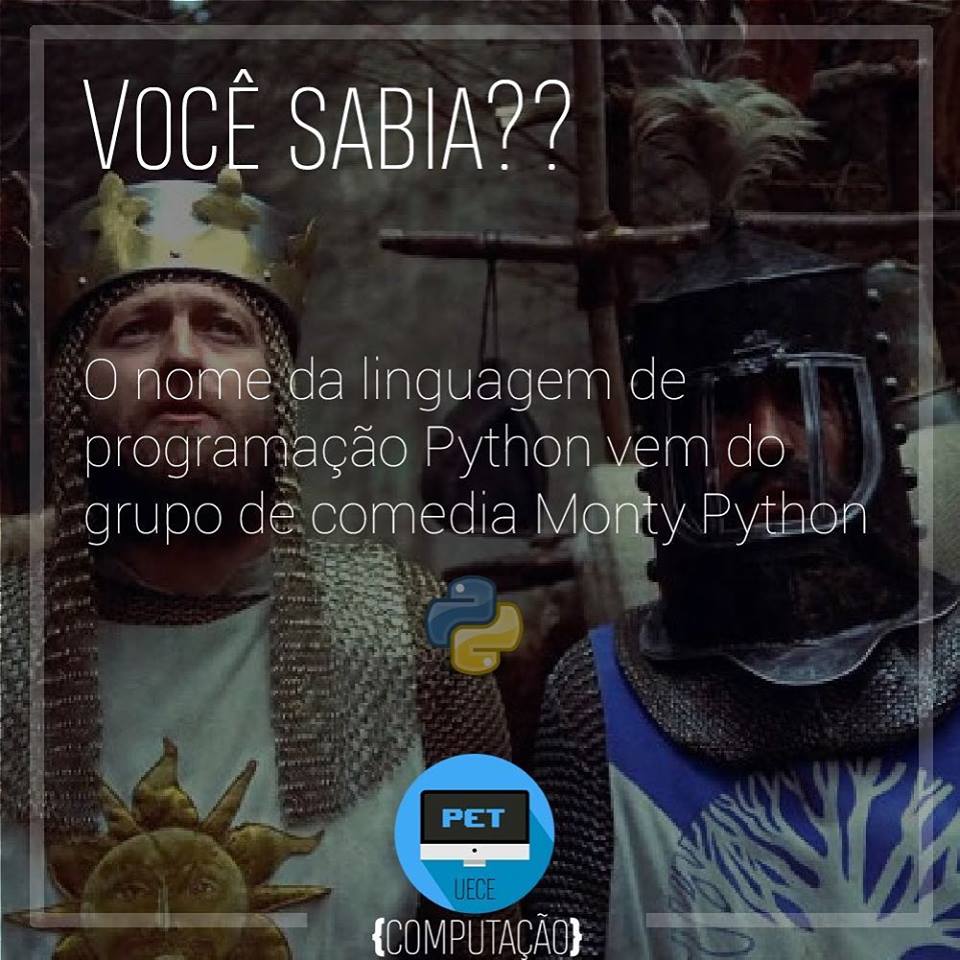 VOCÊ SABIA??
O nome da linguagem de
programação Python vem do
grupo de comedia Monty Python
PET
UECE
{COMPUTAÇÃO}